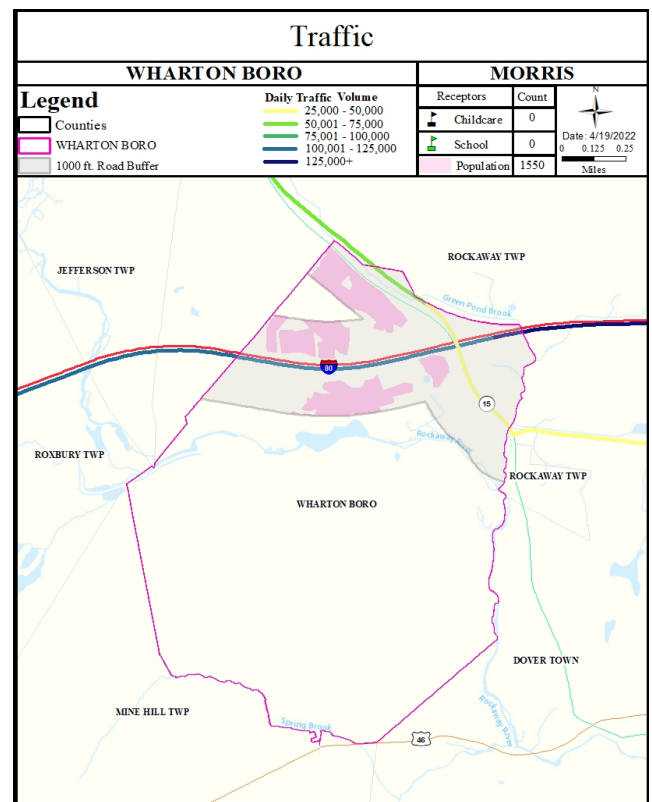 Traffic
WHARTON BORO
MORRIS
Legend
Counties
WHARTON BORO
1000 ft. Road Buffer
Daily Traffic Volume
25,000 - 50,000
50,001 - 75,000
75,001 - 100,000
100,001 - 125,000
125,000+
Receptors Count
Childcare 0
School 0
Population 1550
N
Date: 4/19/2022
0 0.125 0.25
Miles
ROCKAWAY TWP
JEFFERSON TWP
Green Pond Brook
80
15
Rockaway River
ROXBURY TWP
ROCKAWAY TWP
WHARTON BORO
DOVER TOWN
MINE HILL TWP
Rockaway River
Spring Brook
46